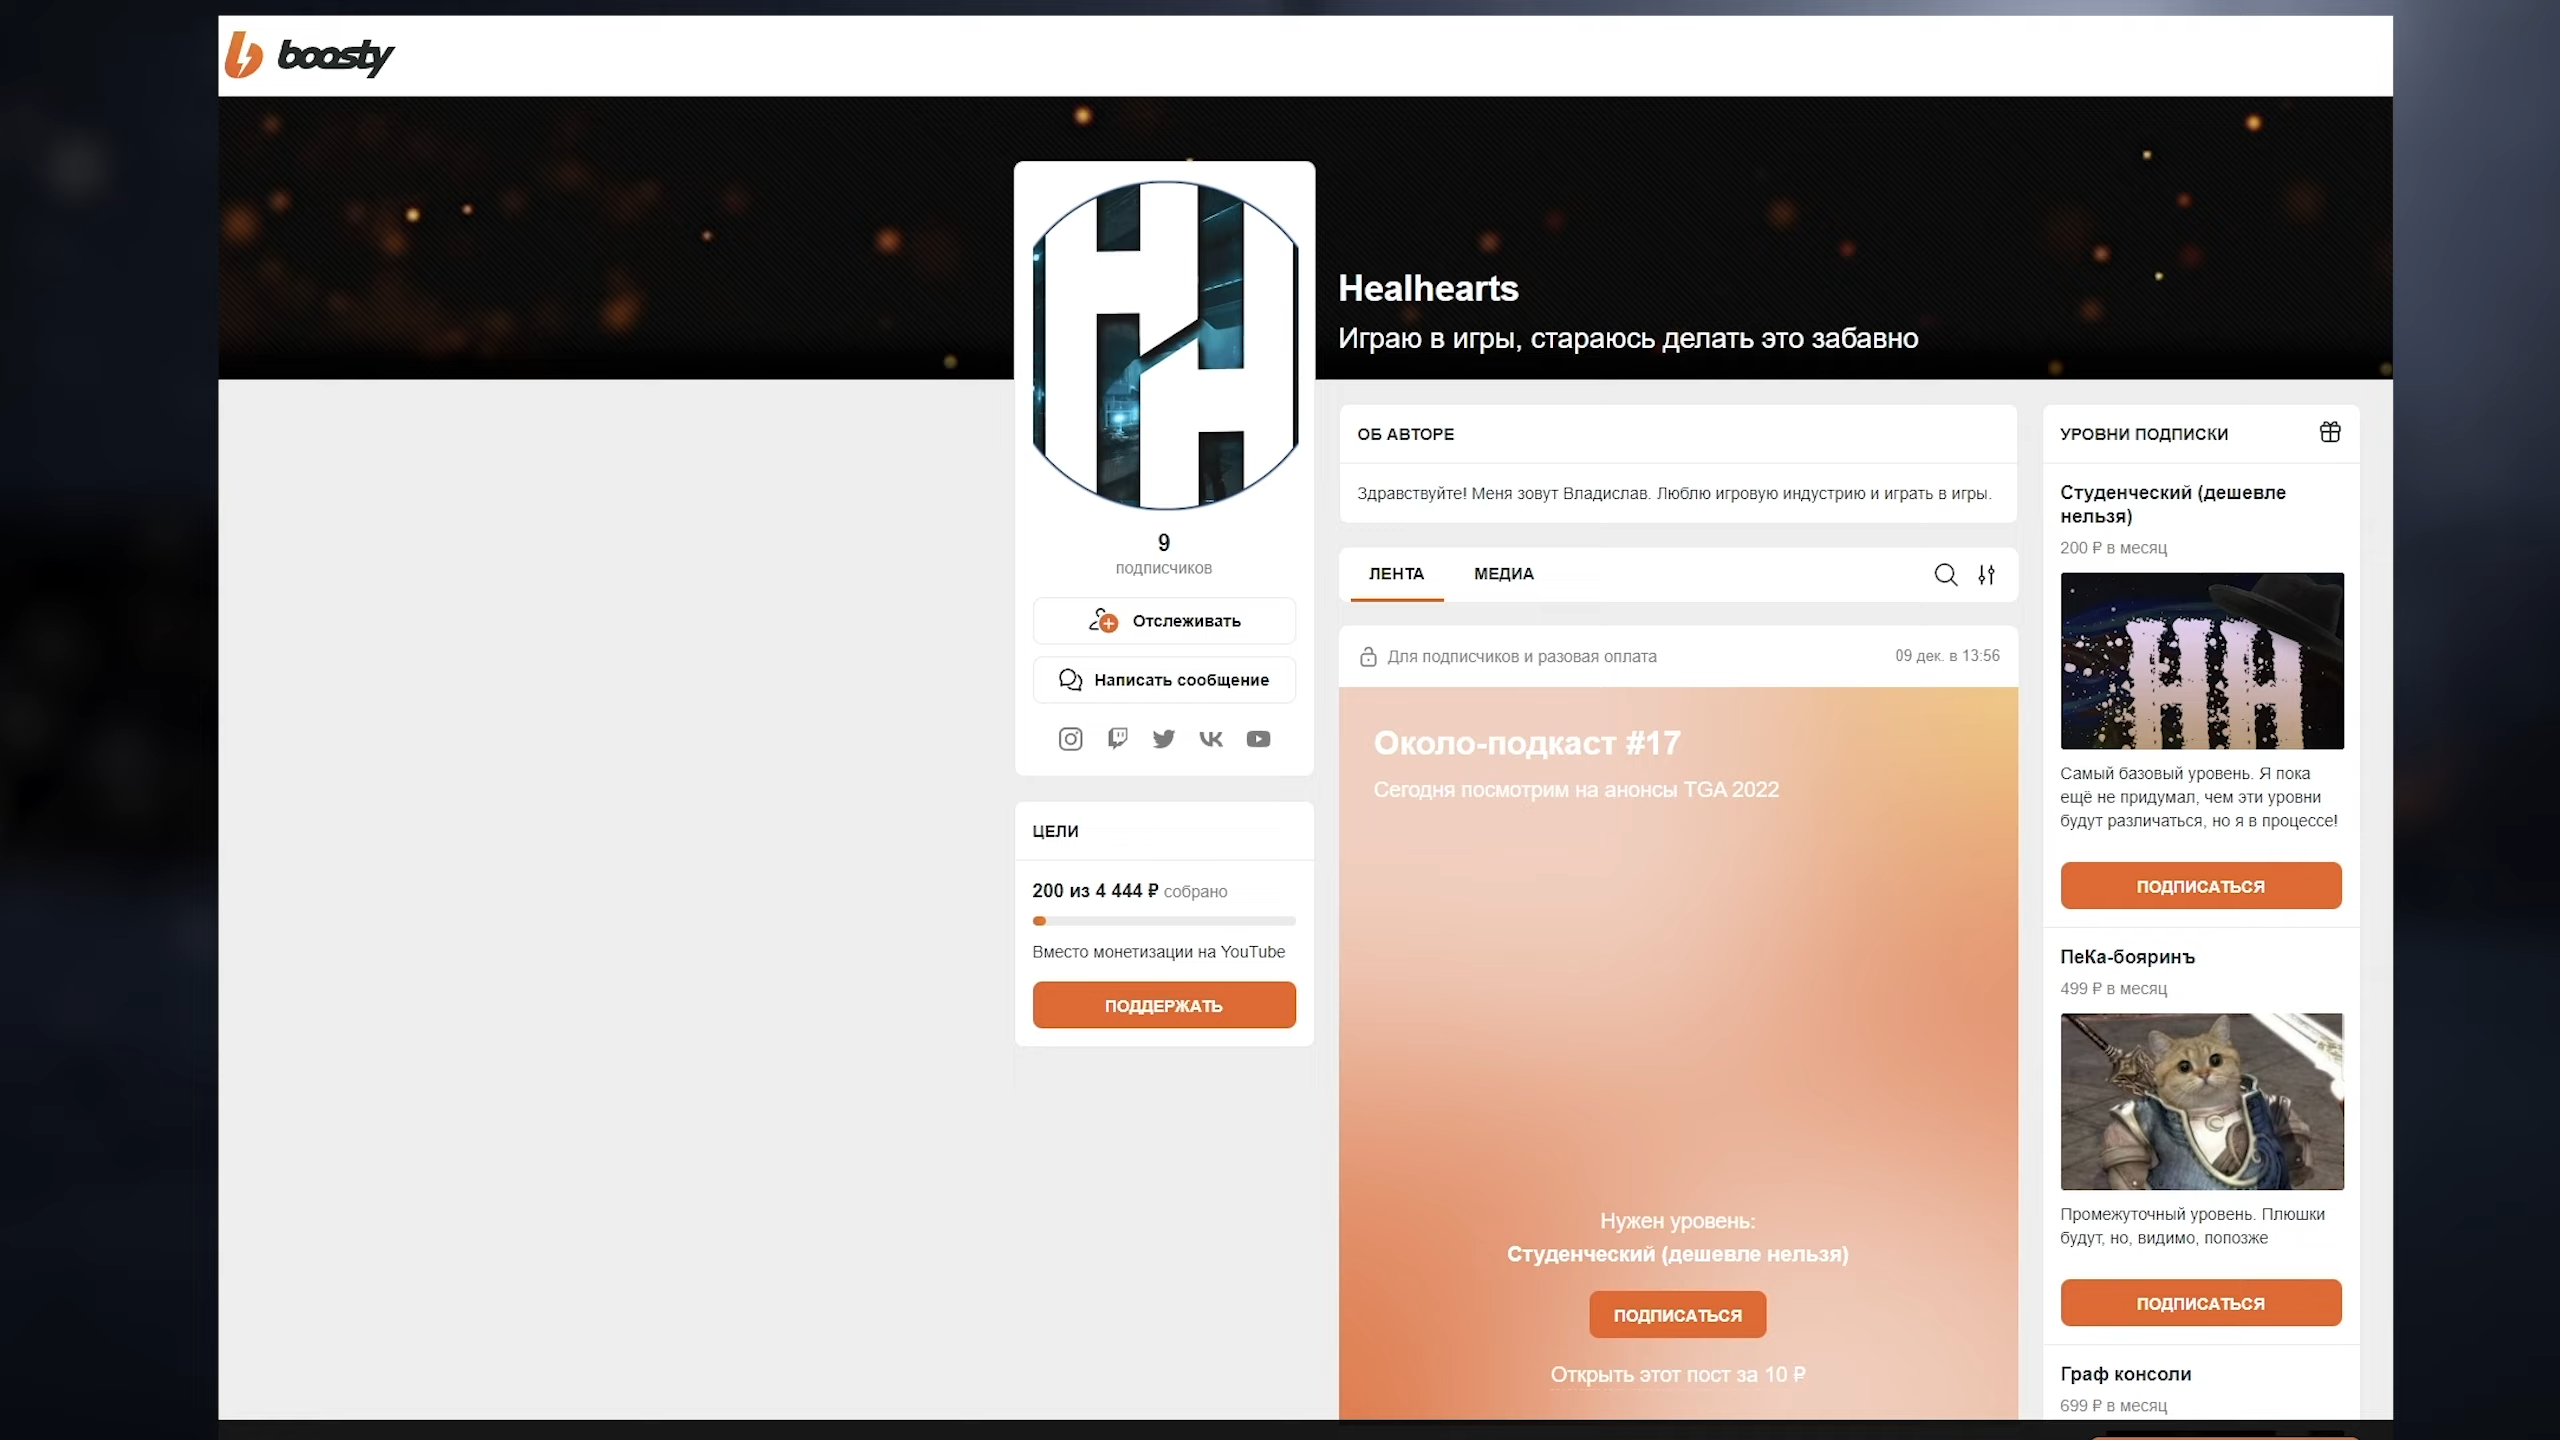 boosty
Healhearts
Играю в игры, стараюсь делать это забавно
9
подписчиков
Отслеживать
Написать сообщение
ЦЕЛИ
200 из 4 444 ₽ собрано
Вместо монетизации на YouTube
ПОДДЕРЖАТЬ
ОБ АВТОРЕ
Здравствуйте! Меня зовут Владислав. Люблю игровую индустрию и играть в игры.
ЛЕНТА МЕДИА
Для подписчиков и разовая оплата 09 дек. в 13:56
Около-подкаст #17
Сегодня посмотрим на анонсы TGA 2022
Нужен уровень:
Студенческий (дешевле нельзя)
ПОДПИСАТЬСЯ
Открыть этот пост за 10 ₽
УРОВНИ ПОДПИСКИ
Студенческий (дешевле
нельзя)
200 ₽ в месяц
HH
Самый базовый уровень. Я пока
ещё не придумал, чем эти уровни
будут различаться, но я в процессе!
ПОДПИСАТЬСЯ
ПеКа-бояринъ
499 ₽ в месяц
Промежуточный уровень. Плюшки
будут, но, видимо, попозже
ПОДПИСАТЬСЯ
Граф консоли
699 ₽ в месяц